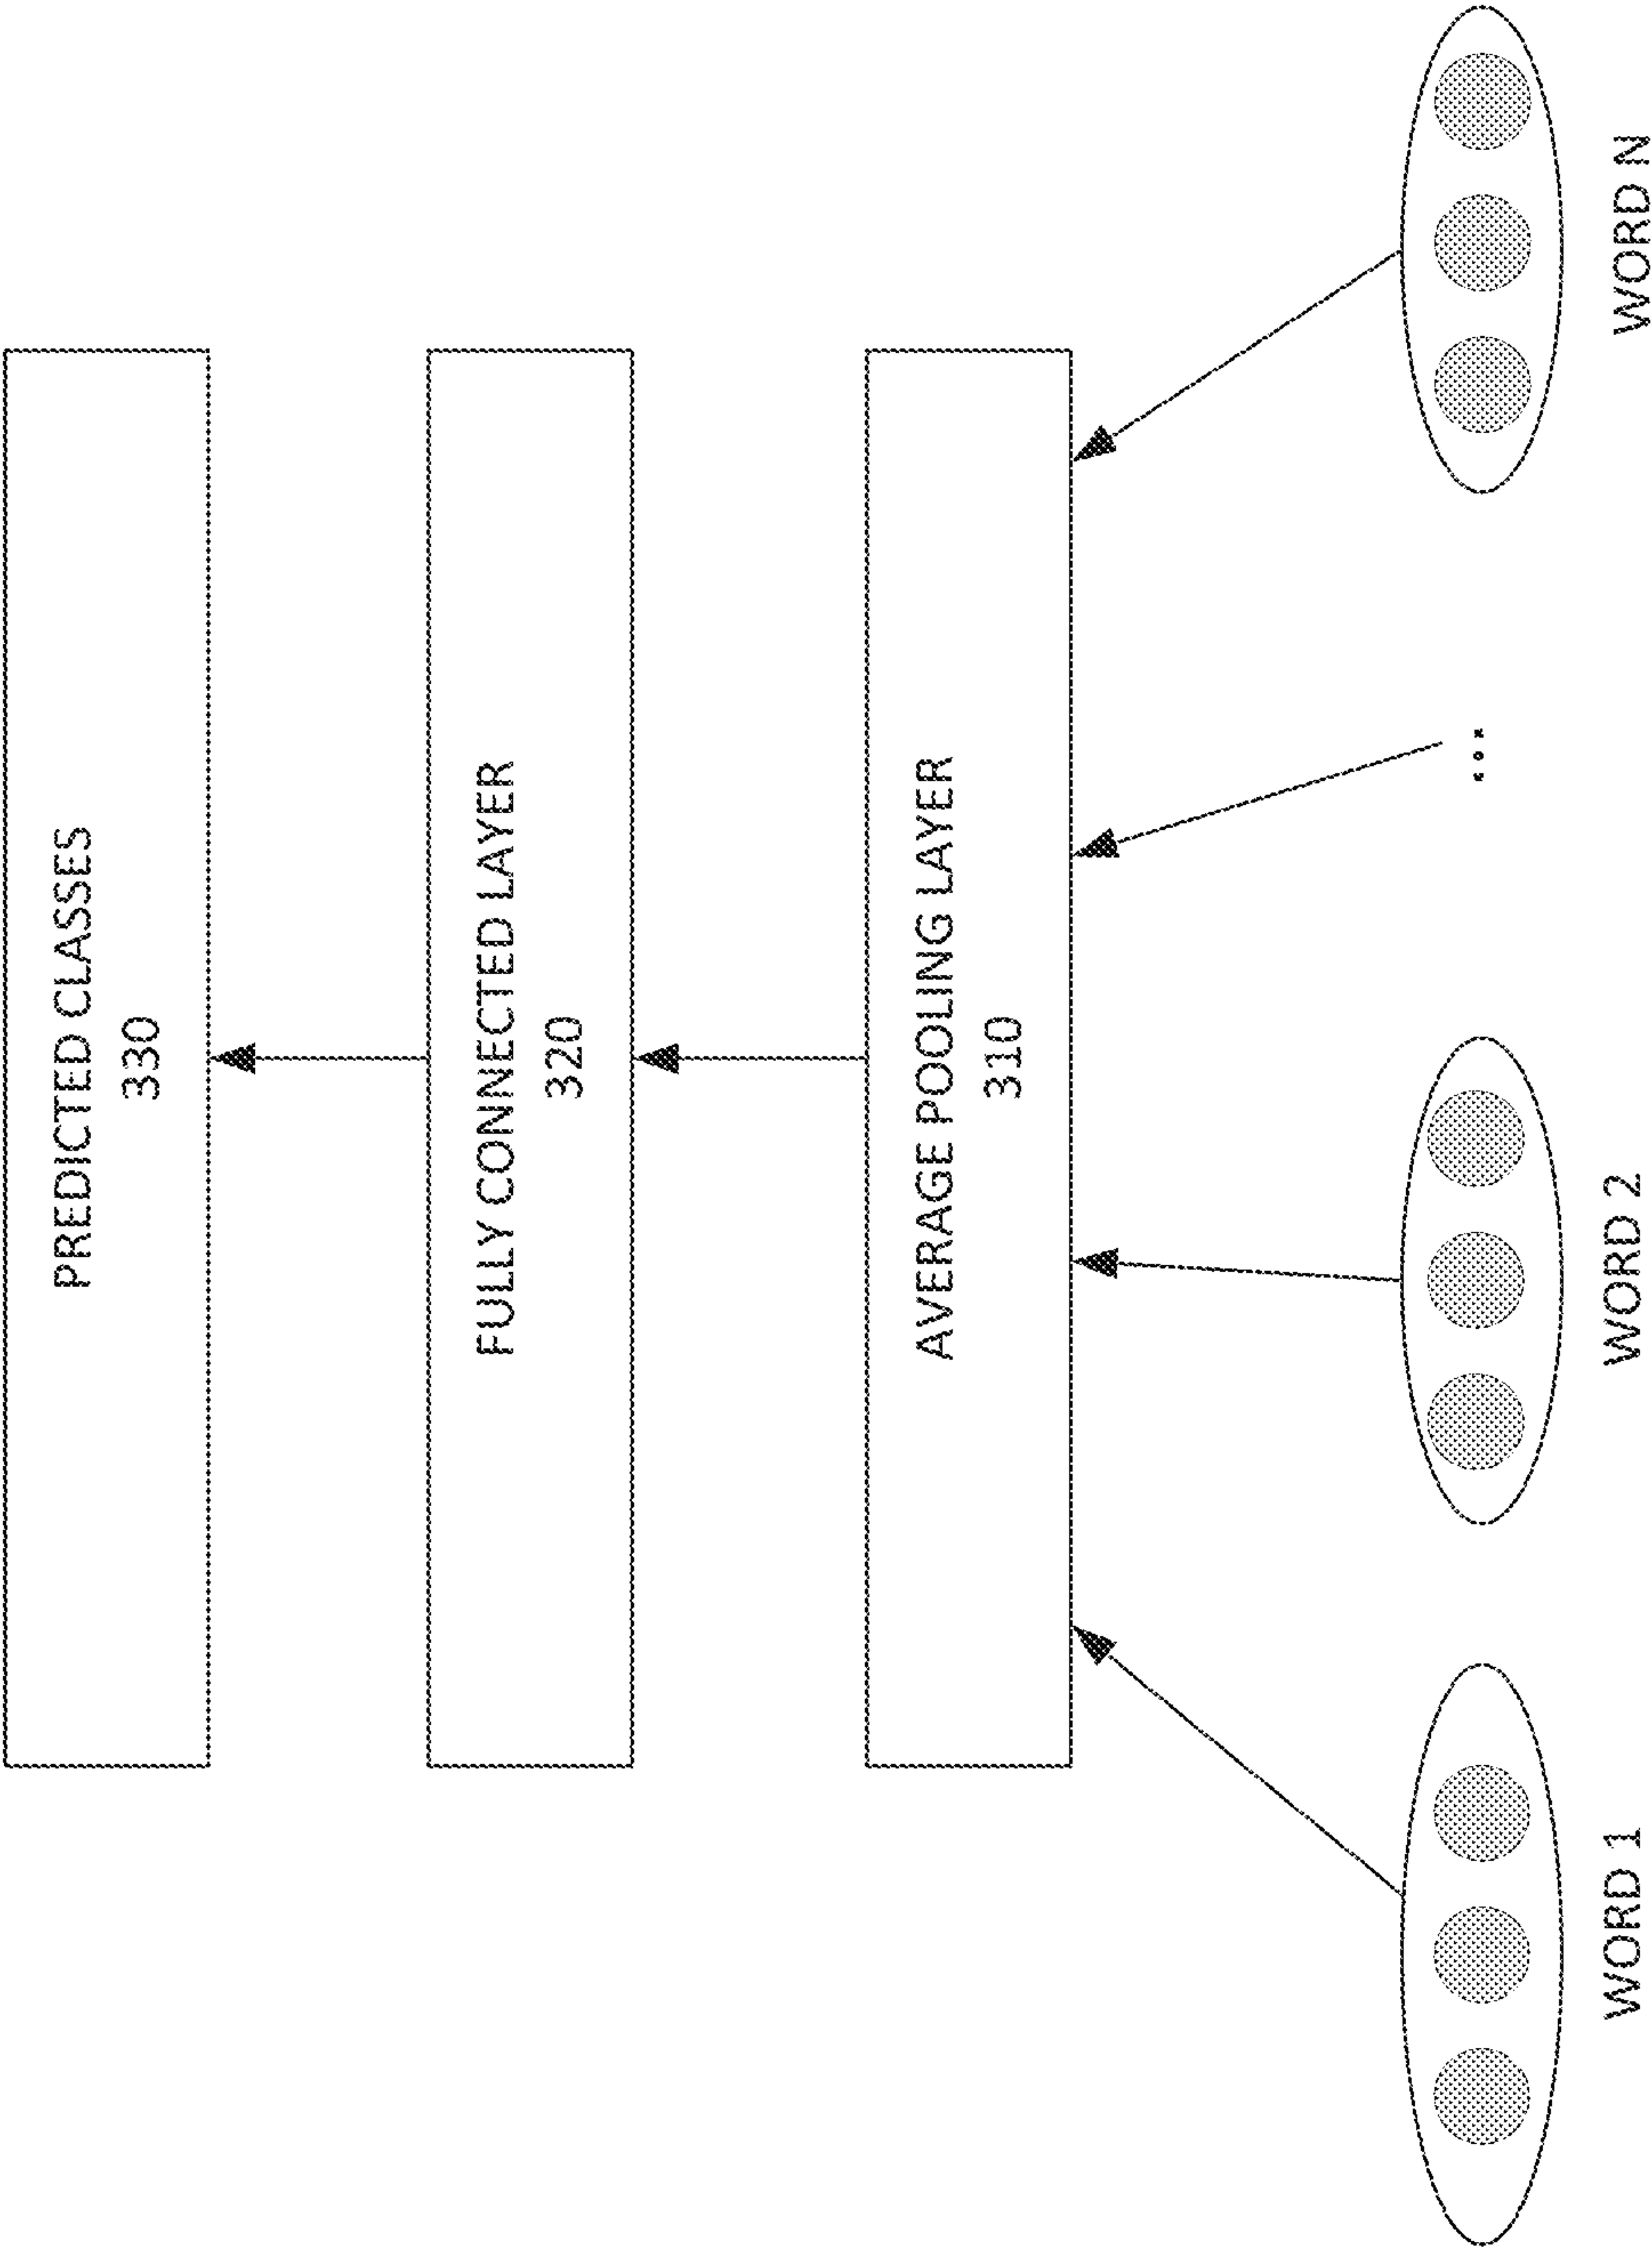 PREDICTED CLASSES
330
FULLY CONNECTED LAYER
320
AVERAGE POOLING LAYER
310
...
WORD 1
WORD 2
WORD N